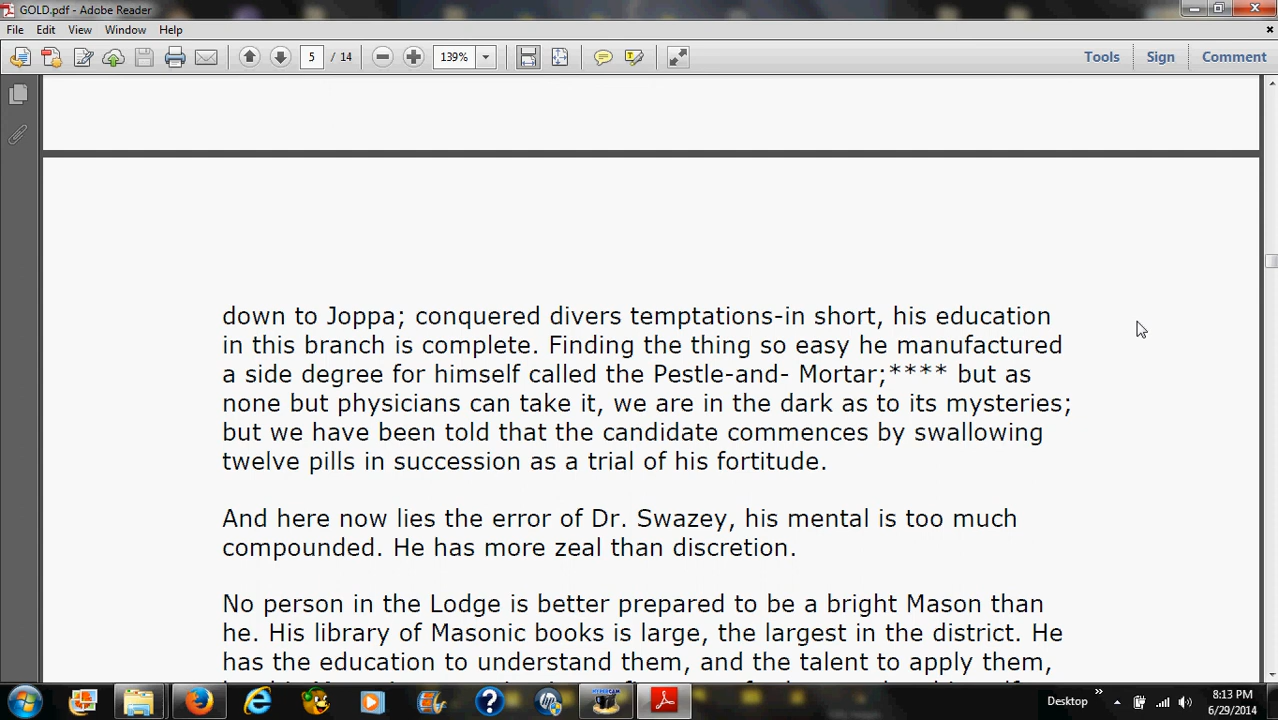 GOLD.pdf - Adobe Reader
File Edit View Window Help
5 / 14 139% Tools Sign Comment
down to Joppa; conquered divers temptations-in short, his education
in this branch is complete. Finding the thing so easy he manufactured
a side degree for himself called the Pestle-and- Mortar;**** but as
none but physicians can take it, we are in the dark as to its mysteries;
but we have been told that the candidate commences by swallowing
twelve pills in succession as a trial of his fortitude.
And here now lies the error of Dr. Swazey, his mental is too much
compounded. He has more zeal than discretion.
No person in the Lodge is better prepared to be a bright Mason than
he. His library of Masonic books is large, the largest in the district. He
has the education to understand them, and the talent to apply them,
Desktop
8:13 PM
6/29/2014